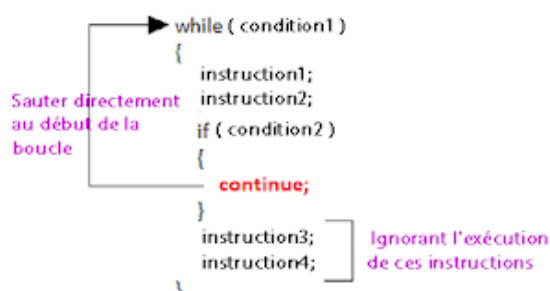 while ( condition1 )
{
instruction1;
instruction2;
Sauter directement
au début de la
boucle
if ( condition2 )
{
continue;
}
instruction3;
instruction4;
Ignorant l'exécution
de ces instructions
}